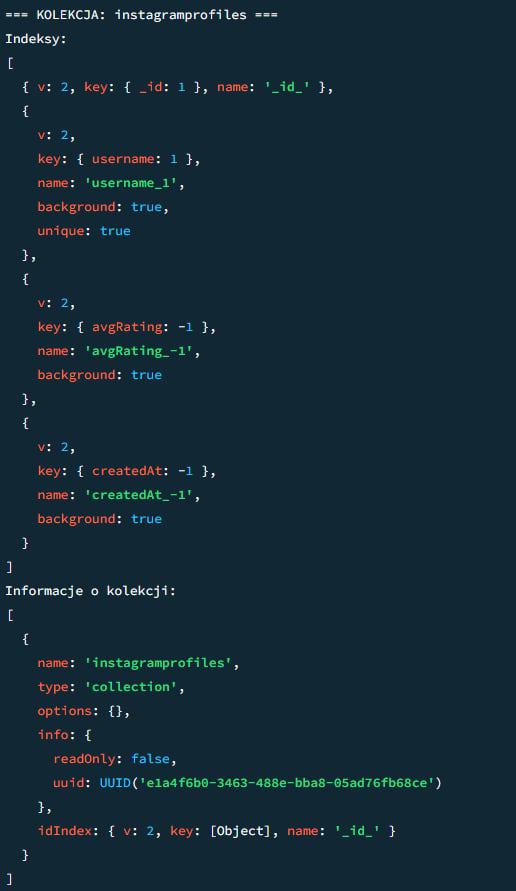 === KOLEKCJA: instagramprofiles ===
Indeksy:
[
  { v: 2, key: { _id: 1 }, name: '_id_' },
  {
    v: 2,
    key: { username: 1 },
    name: 'username_1',
    background: true,
    unique: true
  },
  {
    v: 2,
    key: { avgRating: -1 },
    name: 'avgRating_-1',
    background: true
  },
  {
    v: 2,
    key: { createdAt: -1 },
    name: 'createdAt_-1',
    background: true
  }
]
Informacje o kolekcji:
[
  {
    name: 'instagramprofiles',
    type: 'collection',
    options: {},
    info: {
      readOnly: false,
      uuid: UUID('e1a4f6b0-3463-488e-bba8-05ad76fb68ce')
    },
    idIndex: { v: 2, key: [Object], name: '_id_' }
  }
]